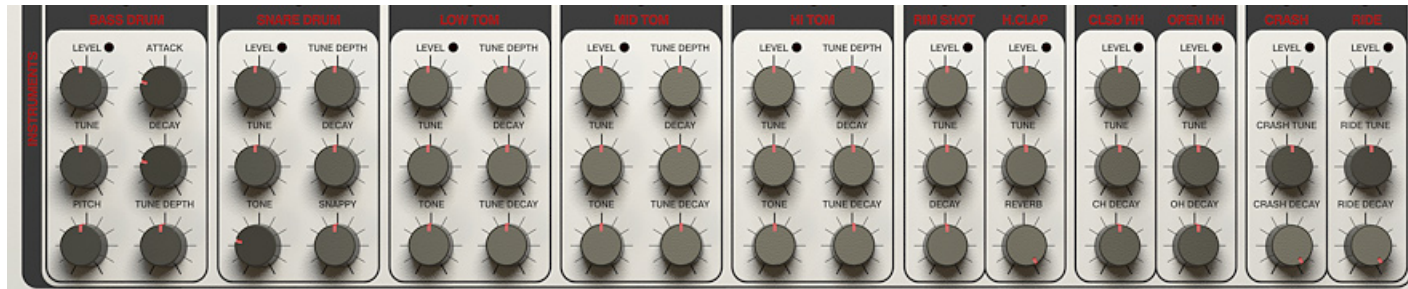 BASS DRUM SNARE DRUM LOW TOM MID TOM HI TOM RIM SHOT H.CLAP CLSD HH OPEN HH CRASH RIDE
INSTRUMENTS
LEVEL ATTACK LEVEL TUNE DEPTH LEVEL TUNE DEPTH LEVEL TUNE DEPTH LEVEL TUNE DEPTH LEVEL LEVEL LEVEL LEVEL LEVEL LEVEL
TUNE DECAY TUNE DECAY TUNE DECAY TUNE DECAY TUNE DECAY TUNE TUNE TUNE TUNE CRASH TUNE RIDE TUNE
PITCH TUNE DEPTH TONE SNAPPY TONE TUNE DECAY TONE TUNE DECAY TONE TUNE DECAY DECAY REVERB CH DECAY OH DECAY CRASH DECAY RIDE DECAY